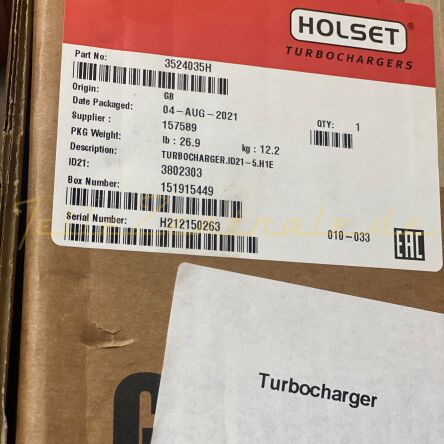 HOLSET®
TURBOCHARGERS
Part No: 3524035H
Origin: GB
Date Packaged: 04-AUG-2021 QTY: 1
Supplier : 157589
PKG Weight: lb : 26.9 kg : 12.2
Description: TURBOCHARGER.ID21-5.H1E
ID21: 3802303
Box Number: 151915449
Serial Number: H212150263 010-033
EAC
Turbocharger